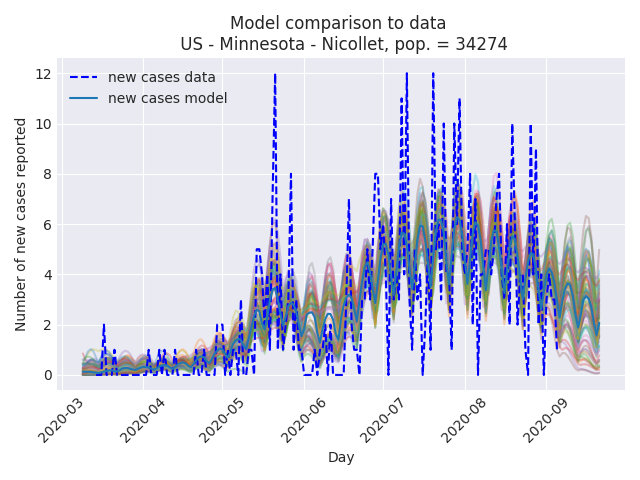 Model comparison to data
US - Minnesota - Nicollet, pop. = 34274
new cases data
new cases model
Number of new cases reported
12
10
8
6
4
2
0
2020-03
2020-04
2020-05
2020-06
2020-07
2020-08
2020-09
Day